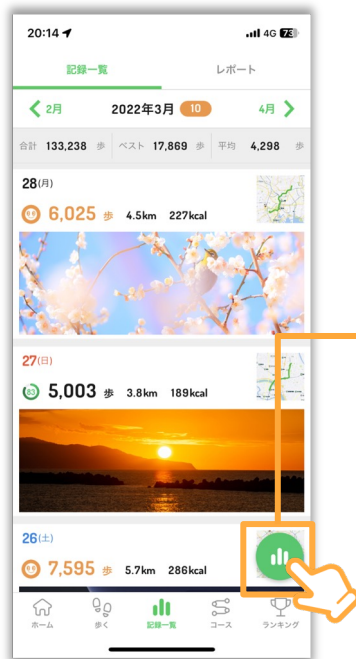 20:14 4G 73
記録一覧 レポート
2月 2022年3月 10 4月
合計 133,238 歩 ベスト 17,869 歩 平均 4,298 歩
28(月)
6,025 歩 4.5km 227kcal
27(日)
83 5,003 歩 3.8km 189kcal
26(土)
7,595 歩 5.7km 286kcal
ホーム 歩く 記録一覧 コース ランキング